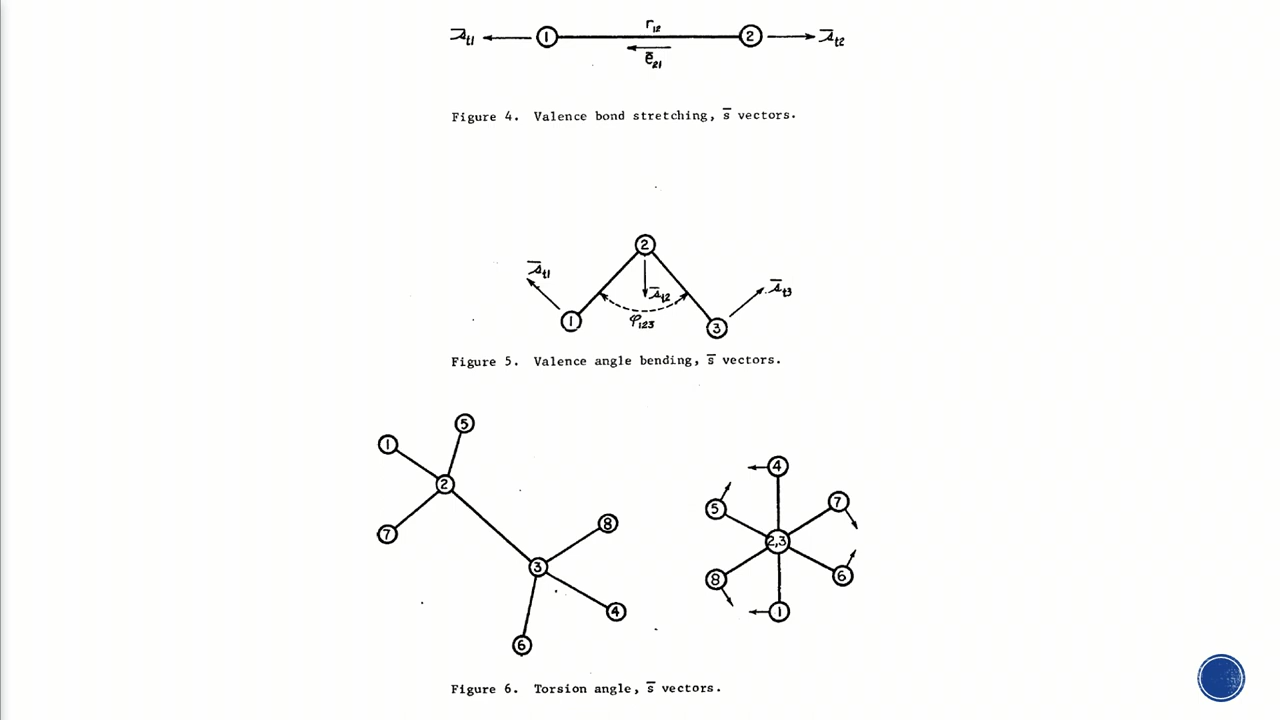 s̄t1 1 r12 2 s̄t2
ē21
Figure 4. Valence bond stretching, s̄ vectors.
2
s̄t1 s̄t2 s̄t3
1 φ123 3
Figure 5. Valence angle bending, s̄ vectors.
1 5
2
7
8
3
4
6
4
5 7
2,3
8 6
1
Figure 6. Torsion angle, s̄ vectors.